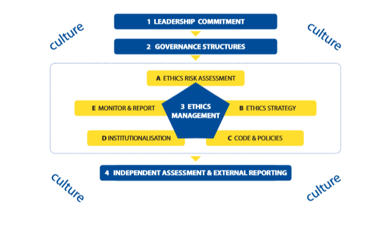 culture
culture
1 LEADERSHIP COMMITMENT
2 GOVERNANCE STRUCTURES
A ETHICS RISK ASSESSMENT
E MONITOR & REPORT
3 ETHICS
MANAGEMENT
B ETHICS STRATEGY
D INSTITUTIONALISATION
C CODE & POLICIES
4 INDEPENDENT ASSESSMENT & EXTERNAL REPORTING
culture
culture